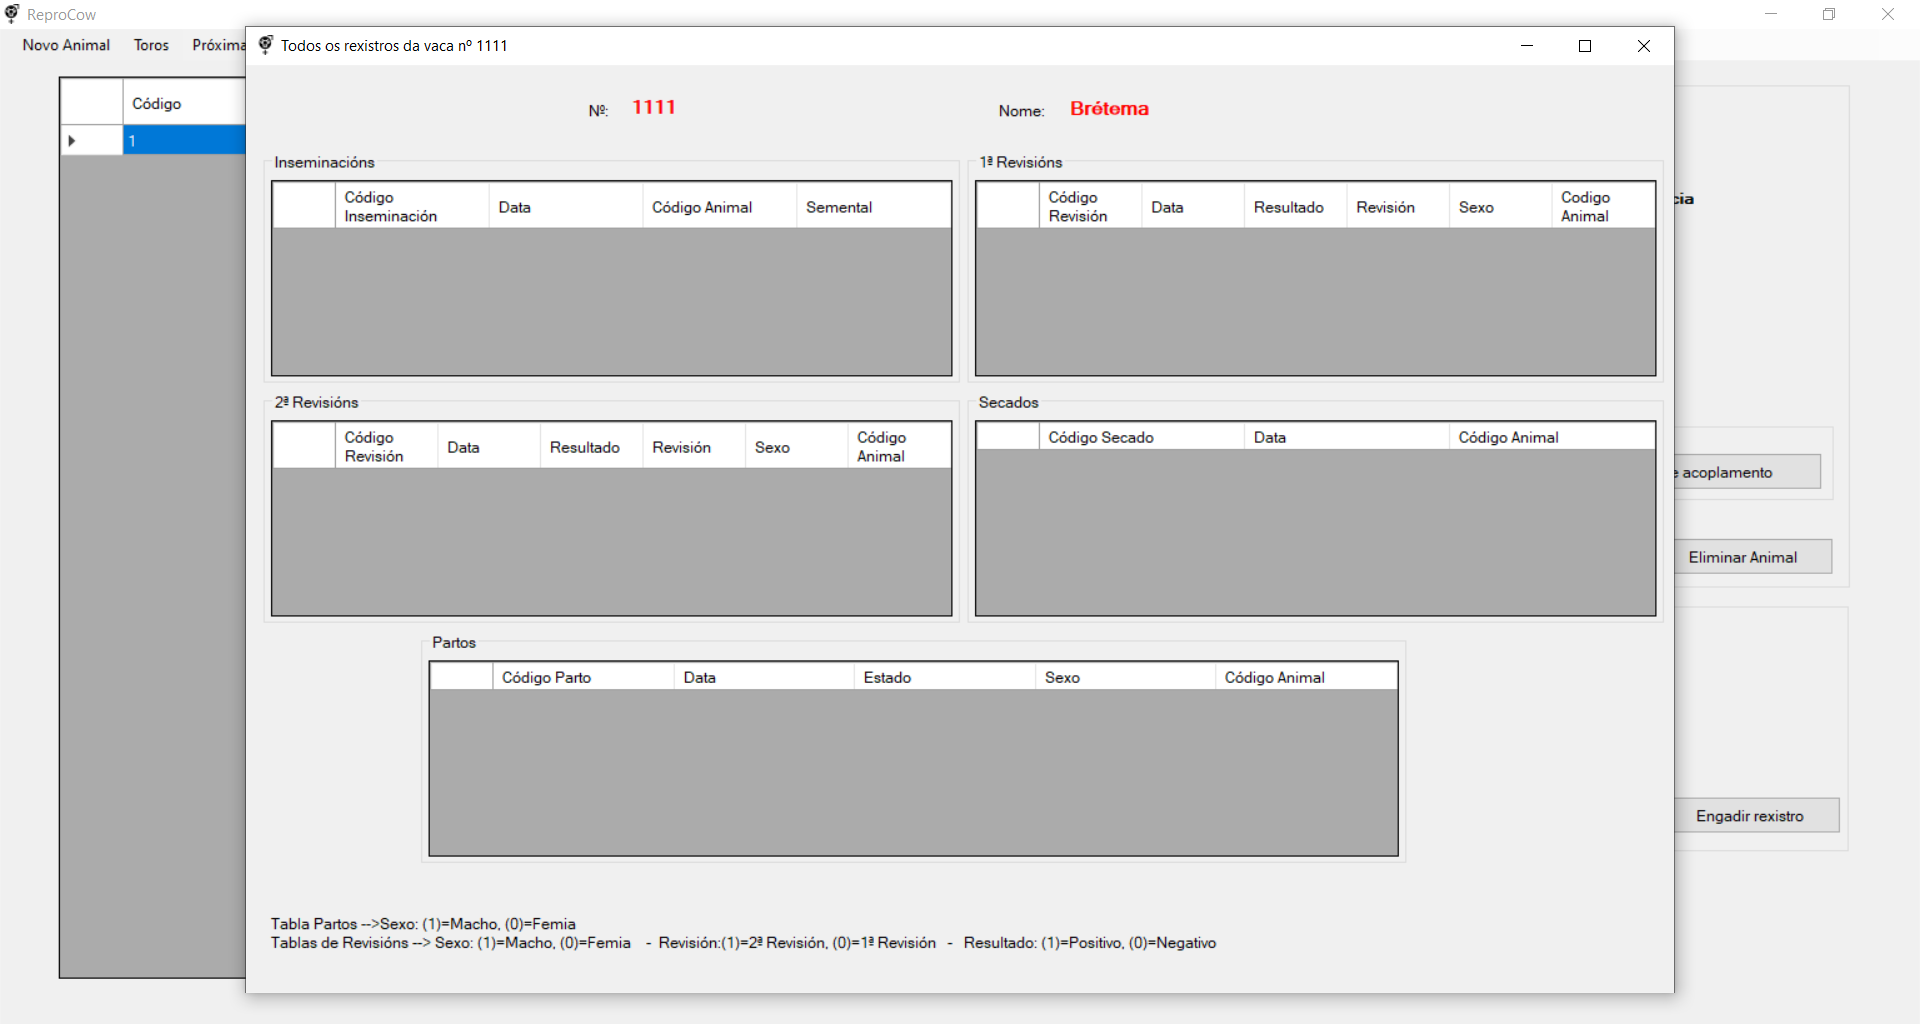 ReproCow
Novo Animal Toros Próxima
Todos os rexistros da vaca nº 1111
Código
1
Nº: 1111 Nome: Brétema
Inseminacións
Código Inseminación Data Código Animal Semental
1ª Revisións
Código Revisión Data Resultado Revisión Sexo Codigo Animal
2ª Revisións
Código Revisión Data Resultado Revisión Sexo Código Animal
Secados
Código Secado Data Código Animal
Partos
Código Parto Data Estado Sexo Código Animal
Tabla Partos -->Sexo: (1)=Macho, (0)=Femia
Tablas de Revisións --> Sexo: (1)=Macho, (0)=Femia - Revisión:(1)=2ª Revisión, (0)=1ª Revisión - Resultado: (1)=Positivo, (0)=Negativo
cia
e acoplamento
Eliminar Animal
Engadir rexistro